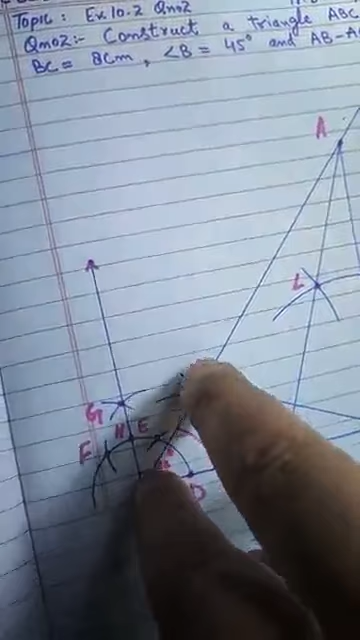 Topic: Ex.10.2 Qno2
Qno2:- Construct a triangle ABC
BC = 8cm, ∠B = 45° and AB-A
A
L
G
H E
F
D